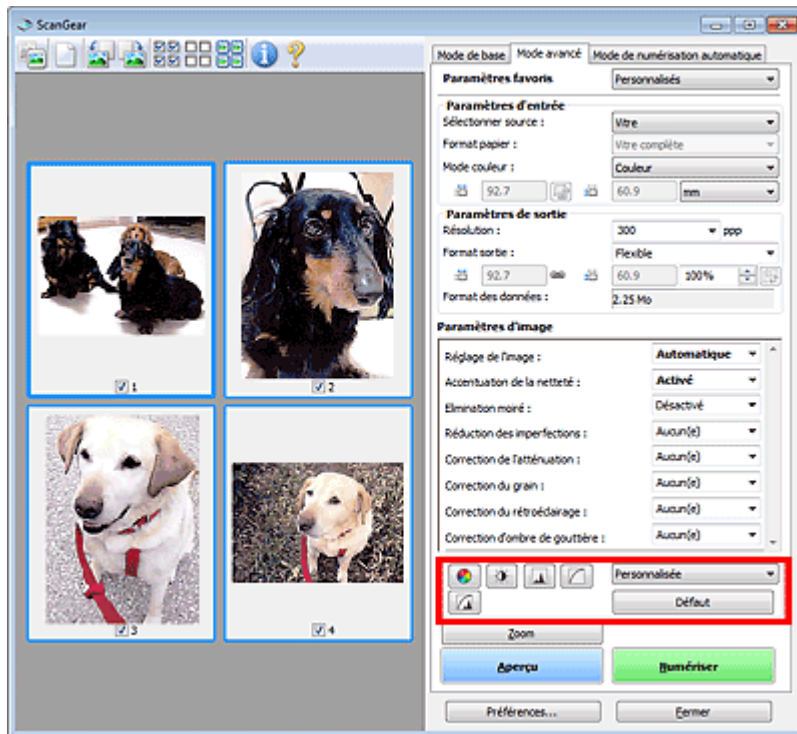 ScanGear
Mode de base Mode avancé Mode de numérisation automatique
Paramètres favoris Personnalisés
Paramètres d'entrée
Sélectionner source : Vitre
Format papier : Vitre complète
Mode couleur : Couleur
92.7 60.9 mm
Paramètres de sortie
Résolution : 300 ppp
Format sortie : Flexible
92.7 60.9 100%
Format des données : 2.25 Mo
Paramètres d'image
Réglage de l'image : Automatique
Accentuation de la netteté : Activé
Elimination moiré : Désactivé
Réduction des imperfections : Aucun(e)
Correction de l'atténuation : Aucun(e)
Correction du grain : Aucun(e)
Correction du rétroéclairage : Aucun(e)
Correction d'ombre de gouttière : Aucun(e)
Personnalisée
Défaut
Zoom
Aperçu Numériser
Préférences... Fermer
1
2
3
4